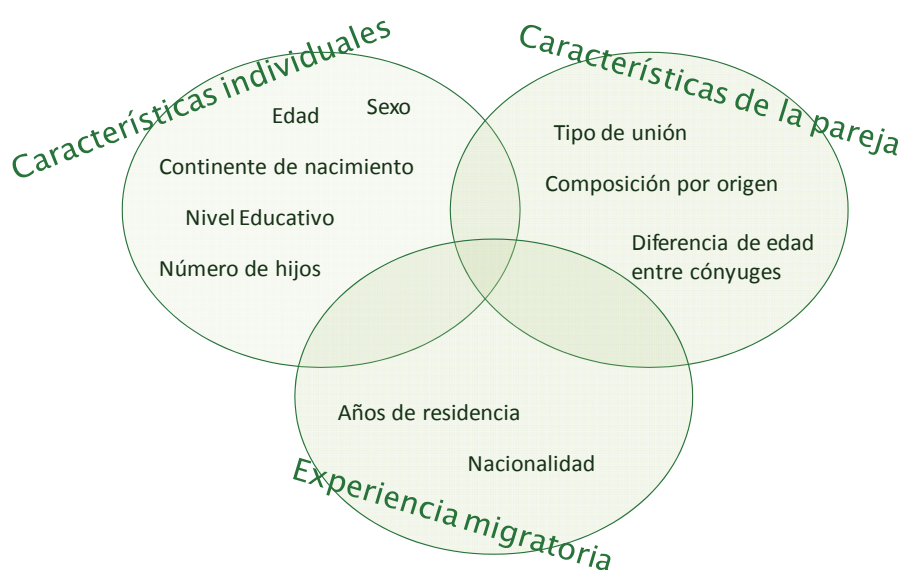 Características individuales
Edad
Sexo
Continente de nacimiento
Nivel Educativo
Número de hijos
Características de la pareja
Tipo de unión
Composición por origen
Diferencia de edad
entre cónyuges
Años de residencia
Nacionalidad
Experiencia migratoria